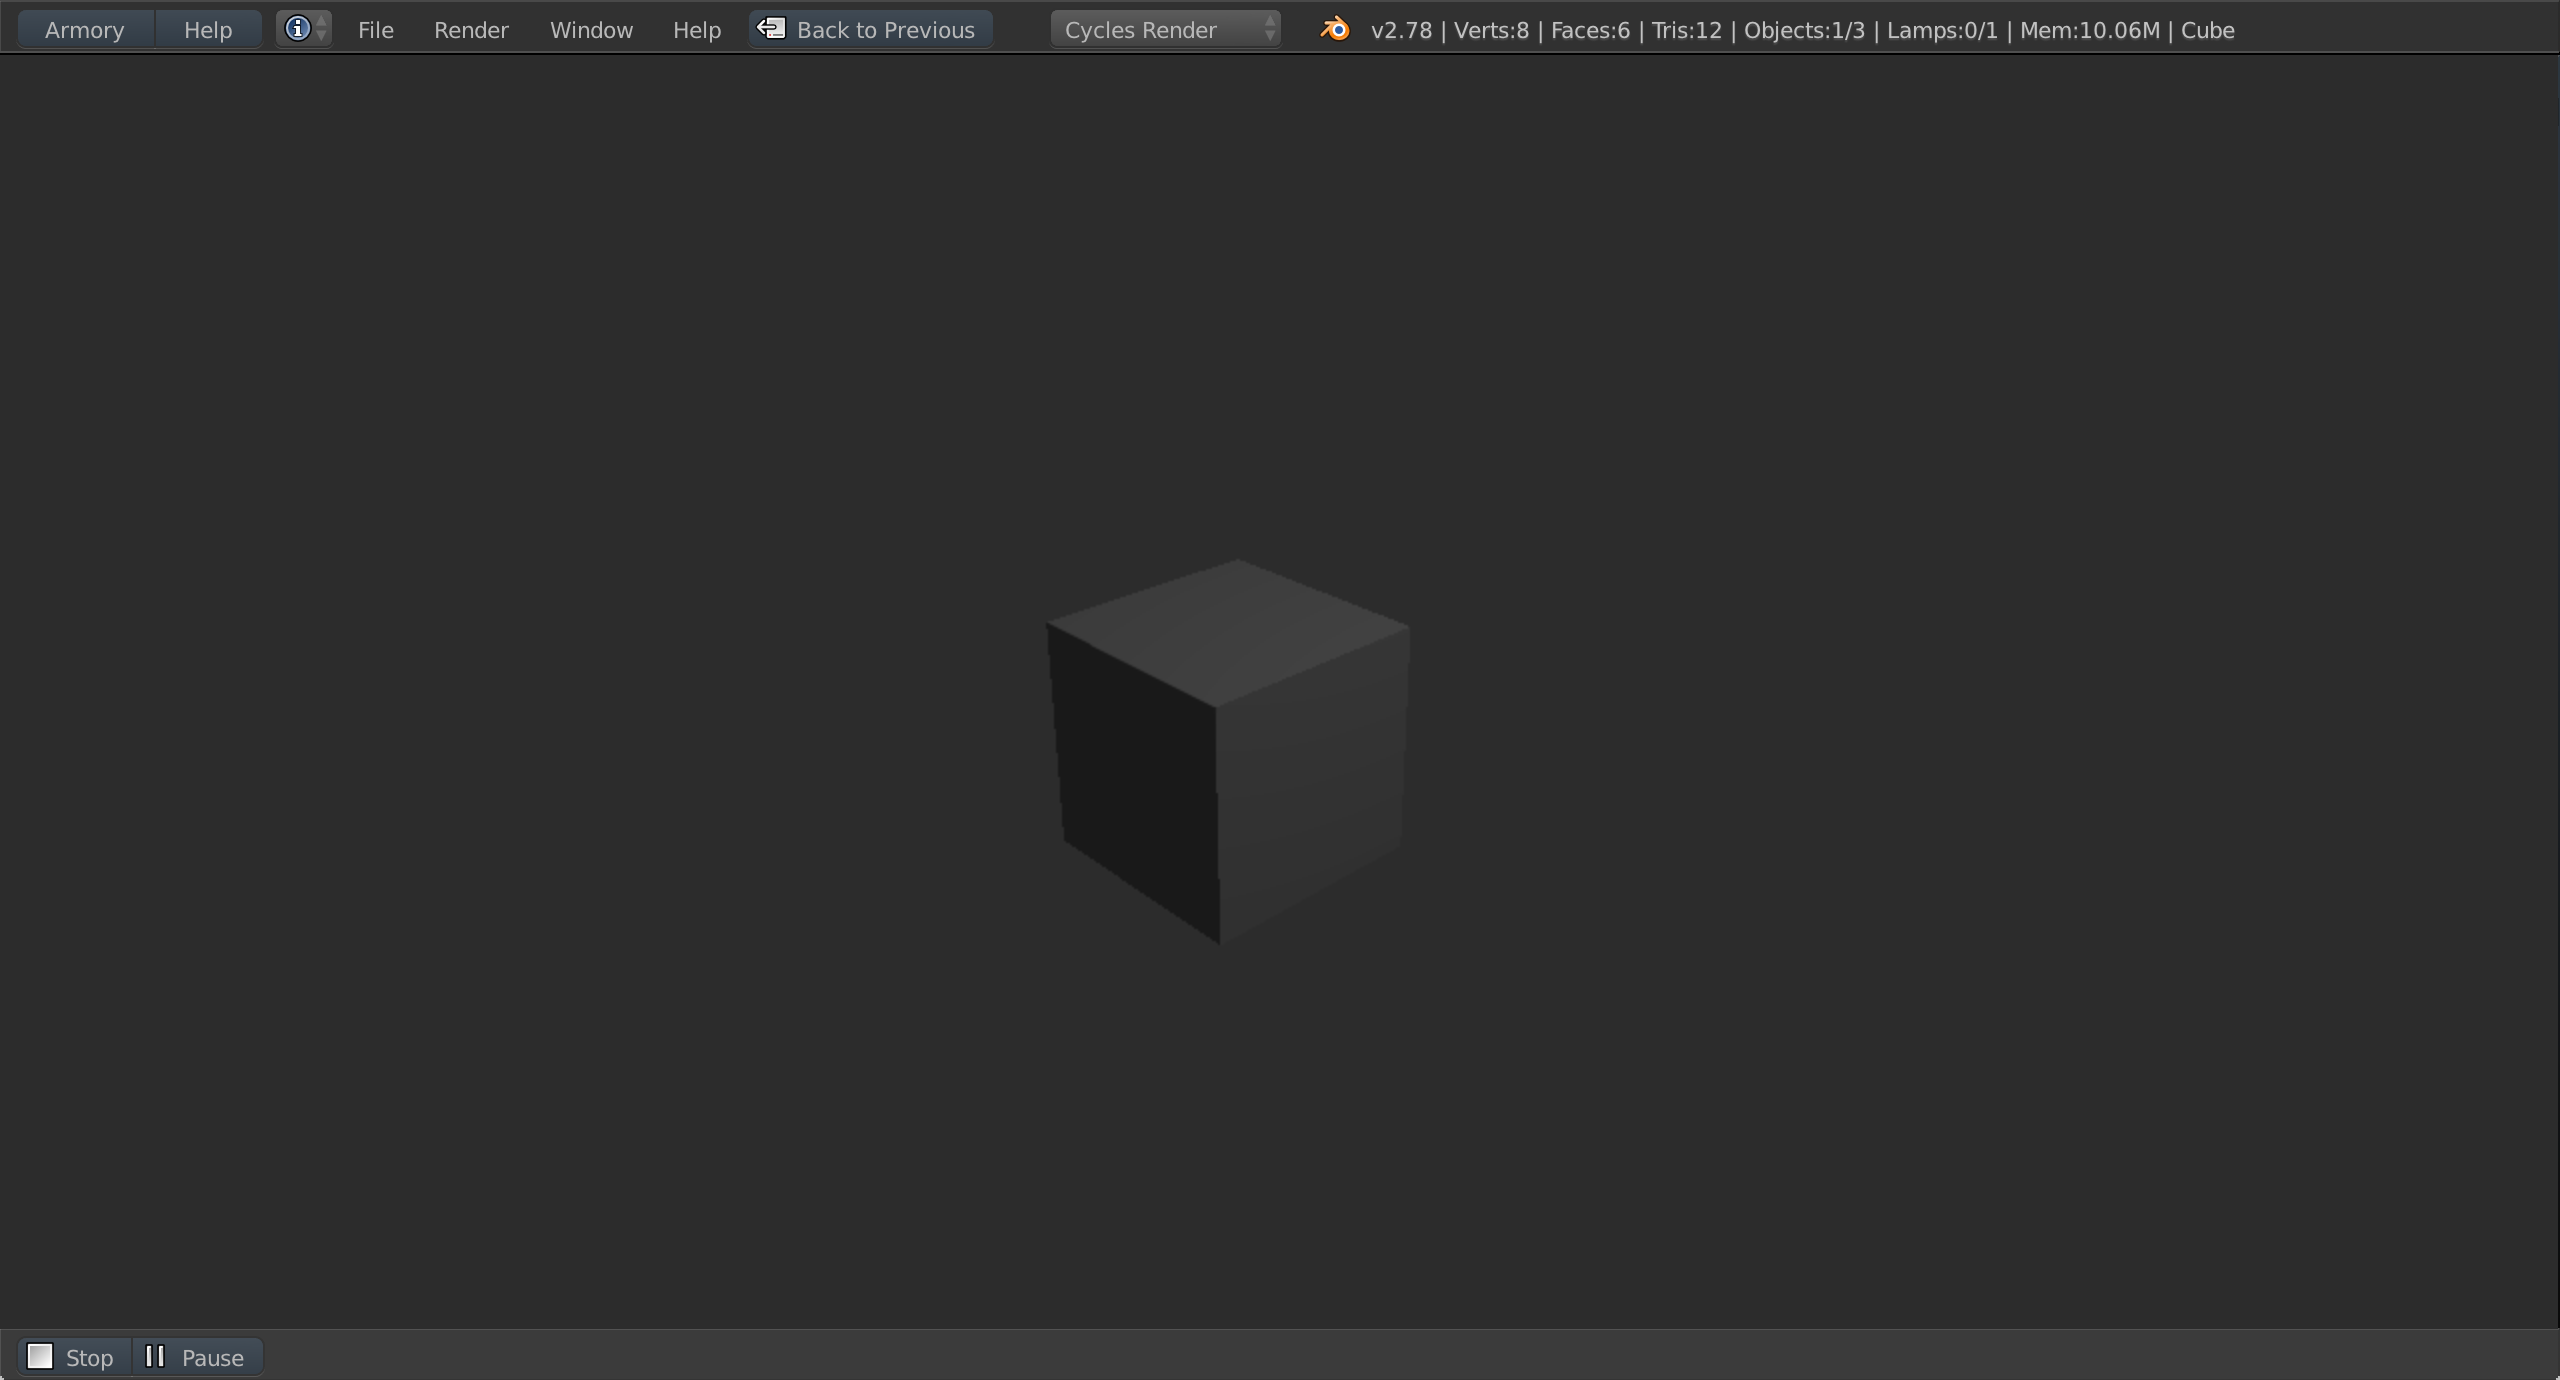 Armory Help File Render Window Help Back to Previous Cycles Render v2.78 | Verts:8 | Faces:6 | Tris:12 | Objects:1/3 | Lamps:0/1 | Mem:10.06M | Cube
Stop Pause